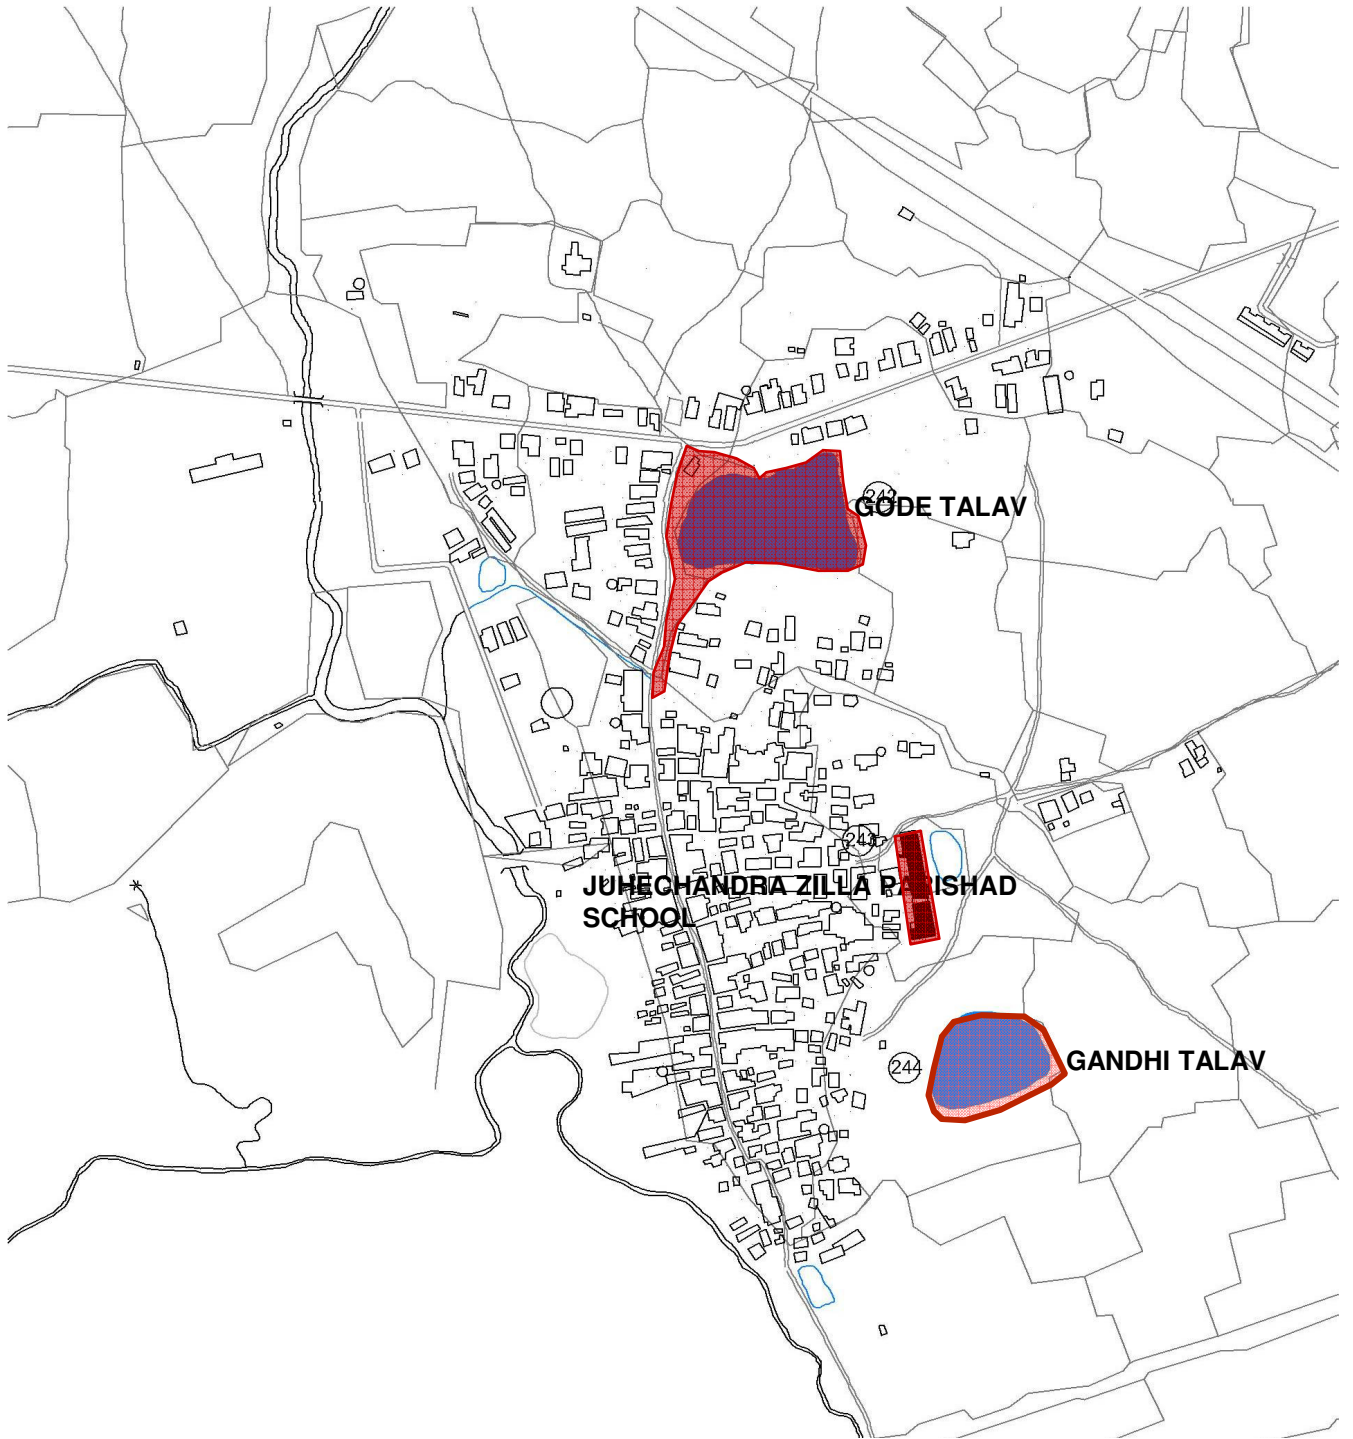 242
GODE TALAV
243
JUHECHANDRA ZILLA PARISHAD
SCHOOL
244
GANDHI TALAV